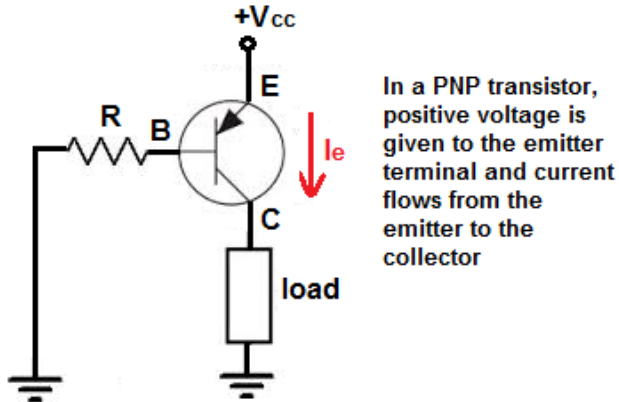 +Vcc
E
R
B
Ie
C
load
In a PNP transistor,
positive voltage is
given to the emitter
terminal and current
flows from the
emitter to the
collector